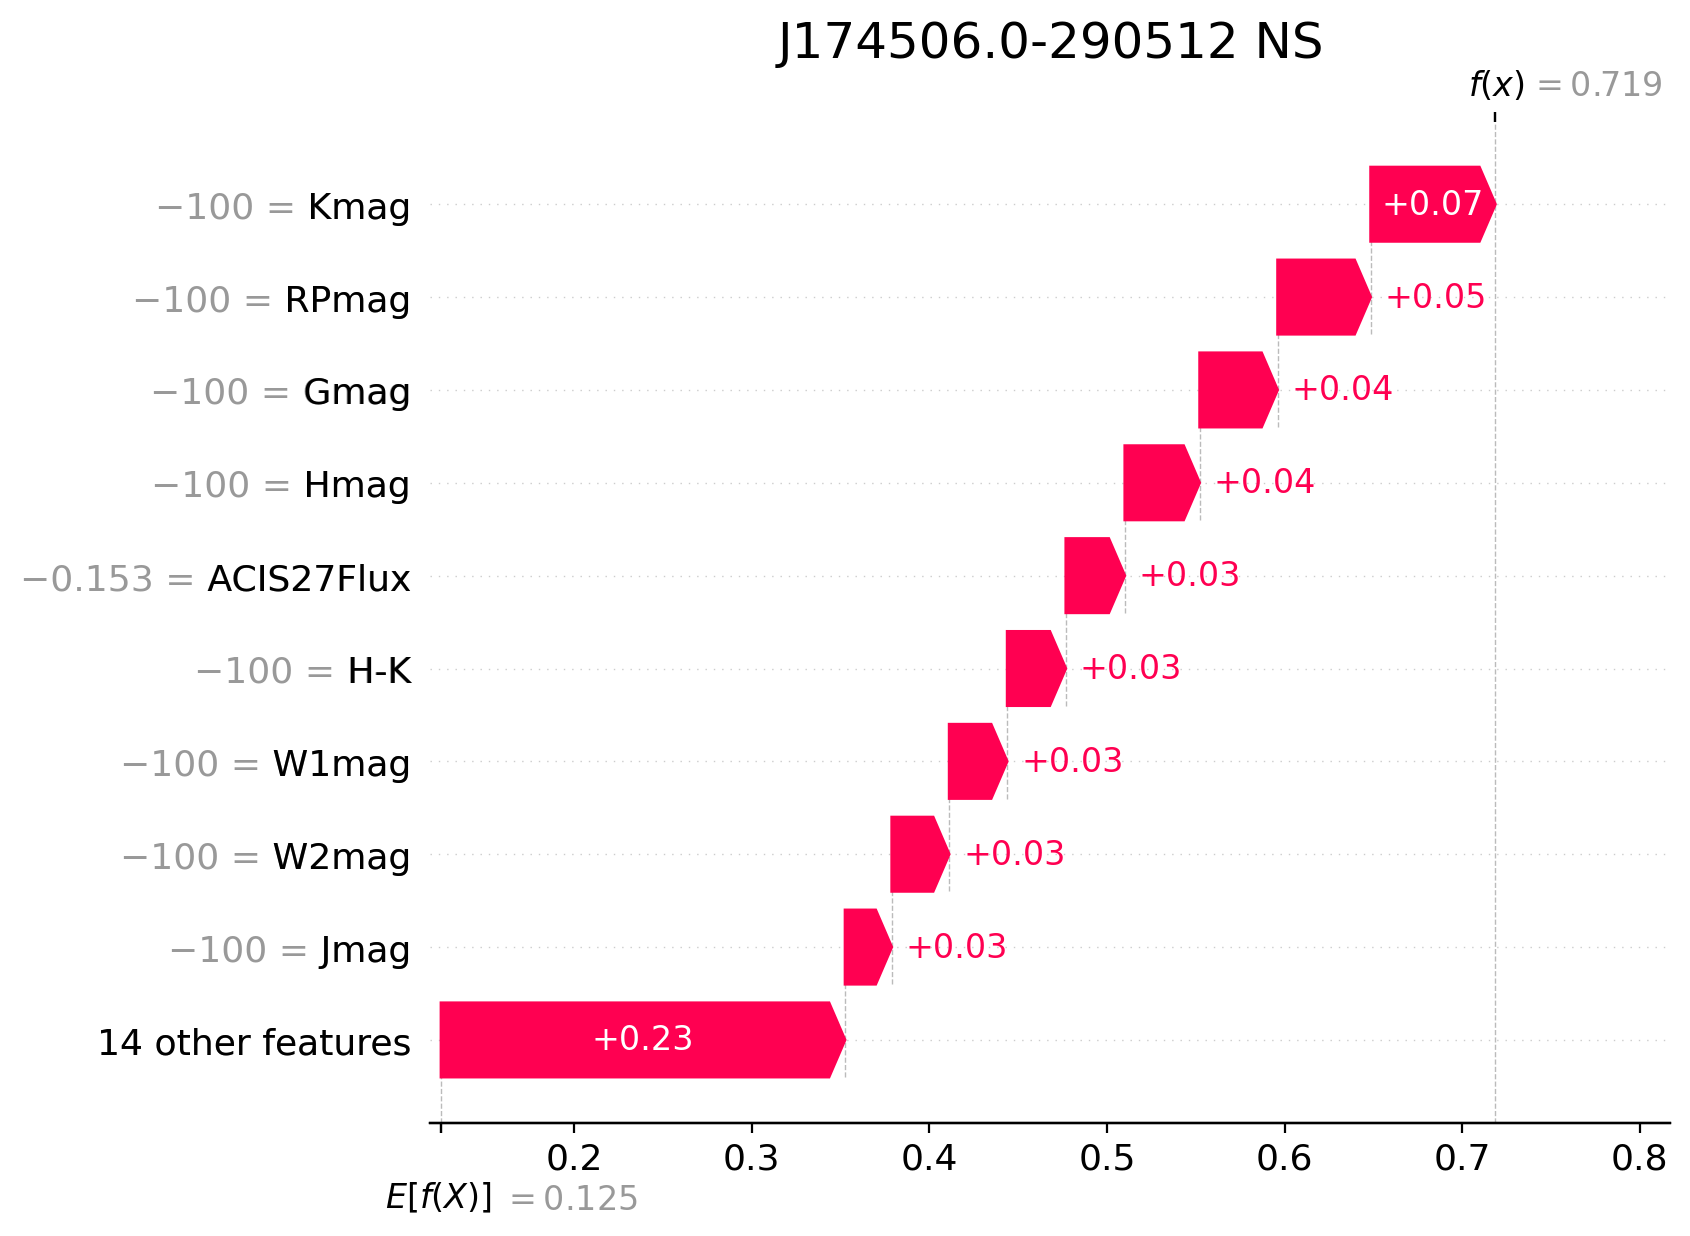 J174506.0-290512 NS
f(x) = 0.719
−100 = Kmag
+0.07
−100 = RPmag
+0.05
−100 = Gmag
+0.04
−100 = Hmag
+0.04
−0.153 = ACIS27Flux
+0.03
−100 = H-K
+0.03
−100 = W1mag
+0.03
−100 = W2mag
+0.03
−100 = Jmag
+0.03
14 other features
+0.23
0.2 0.3 0.4 0.5 0.6 0.7 0.8
E[f(X)] = 0.125